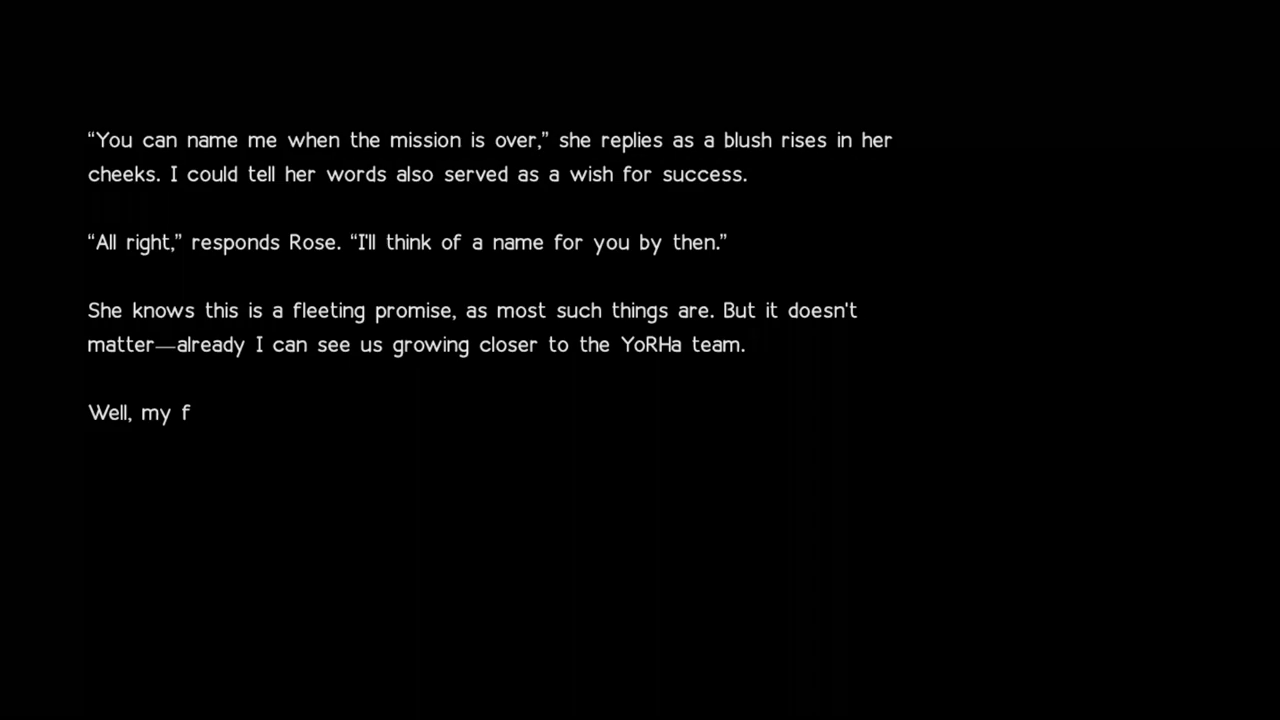 “You can name me when the mission is over,” she replies as a blush rises in her
cheeks. I could tell her words also served as a wish for success.
“All right,” responds Rose. “I'll think of a name for you by then.”
She knows this is a fleeting promise, as most such things are. But it doesn't
matter—already I can see us growing closer to the YoRHa team.
Well, my f